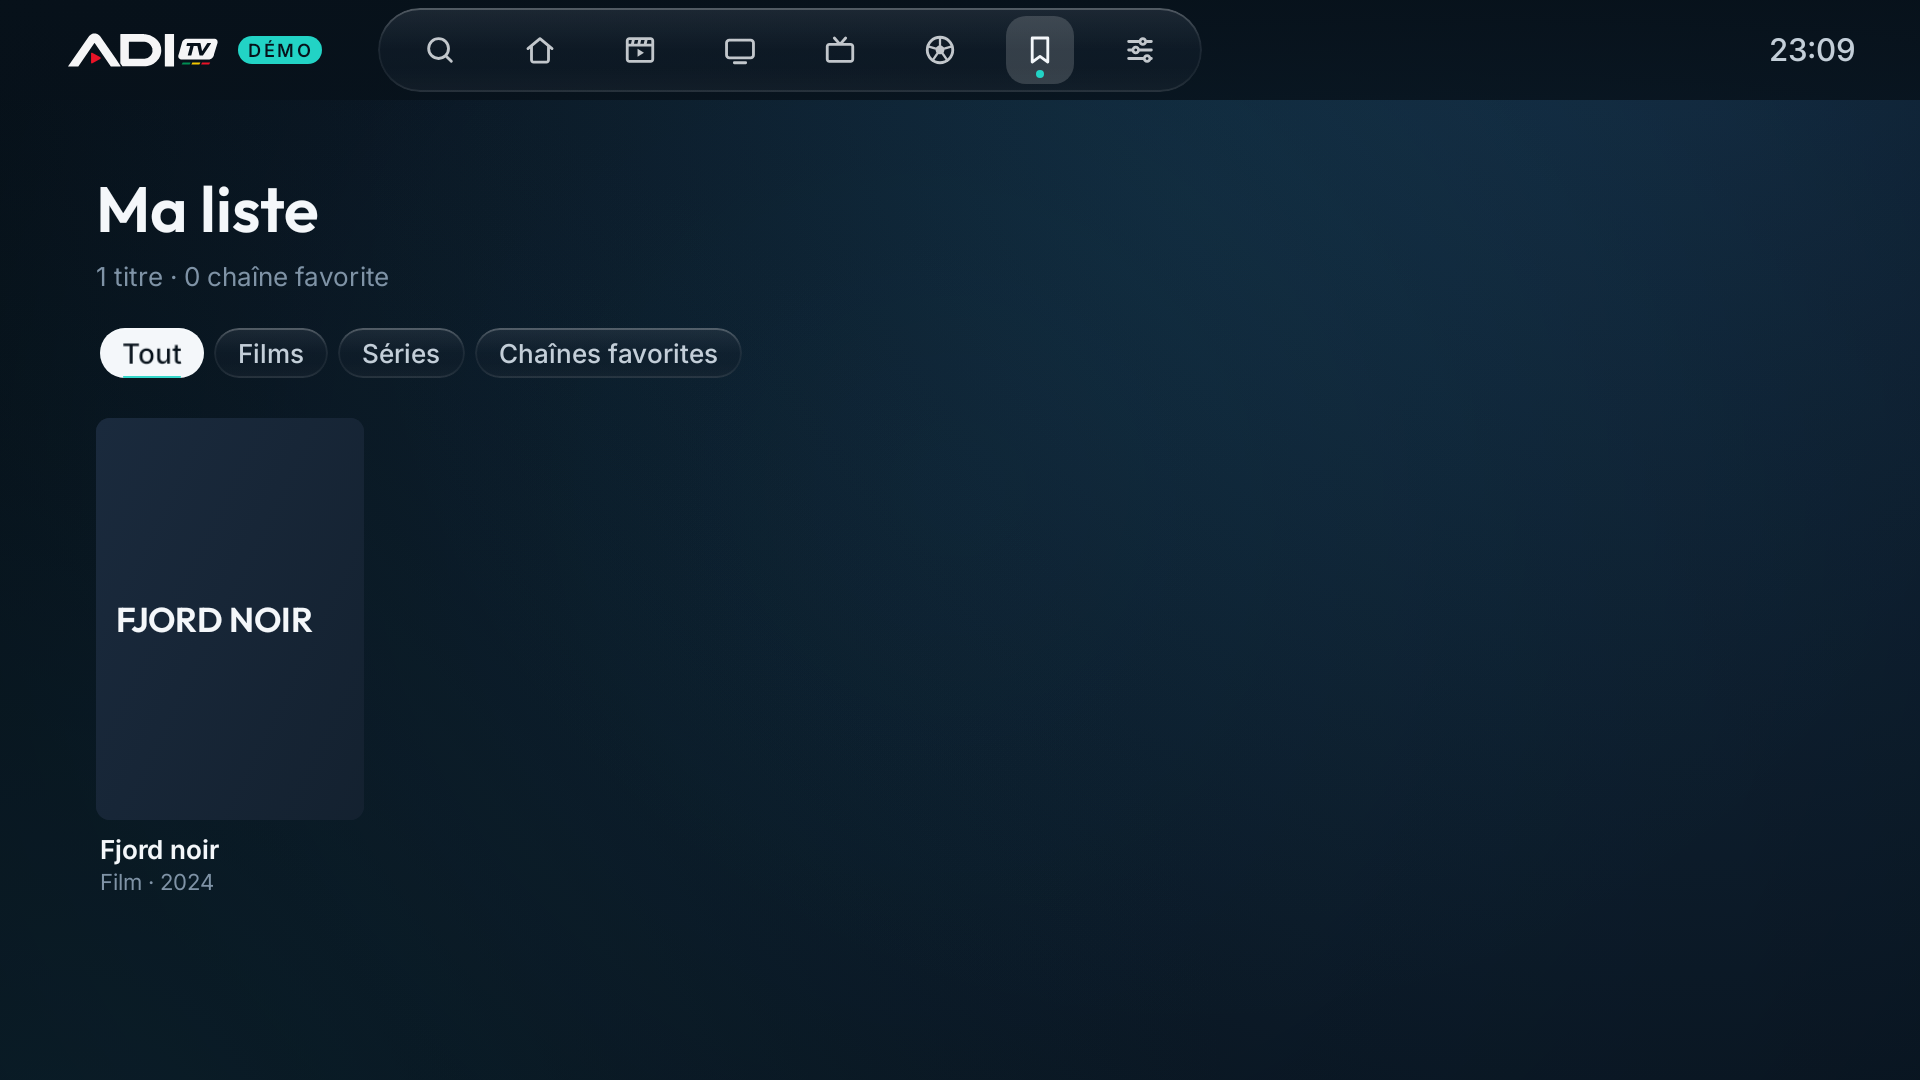 ADI TV DÉMO 23:09
Ma liste
1 titre · 0 chaîne favorite
Tout Films Séries Chaînes favorites
FJORD NOIR
Fjord noir
Film · 2024